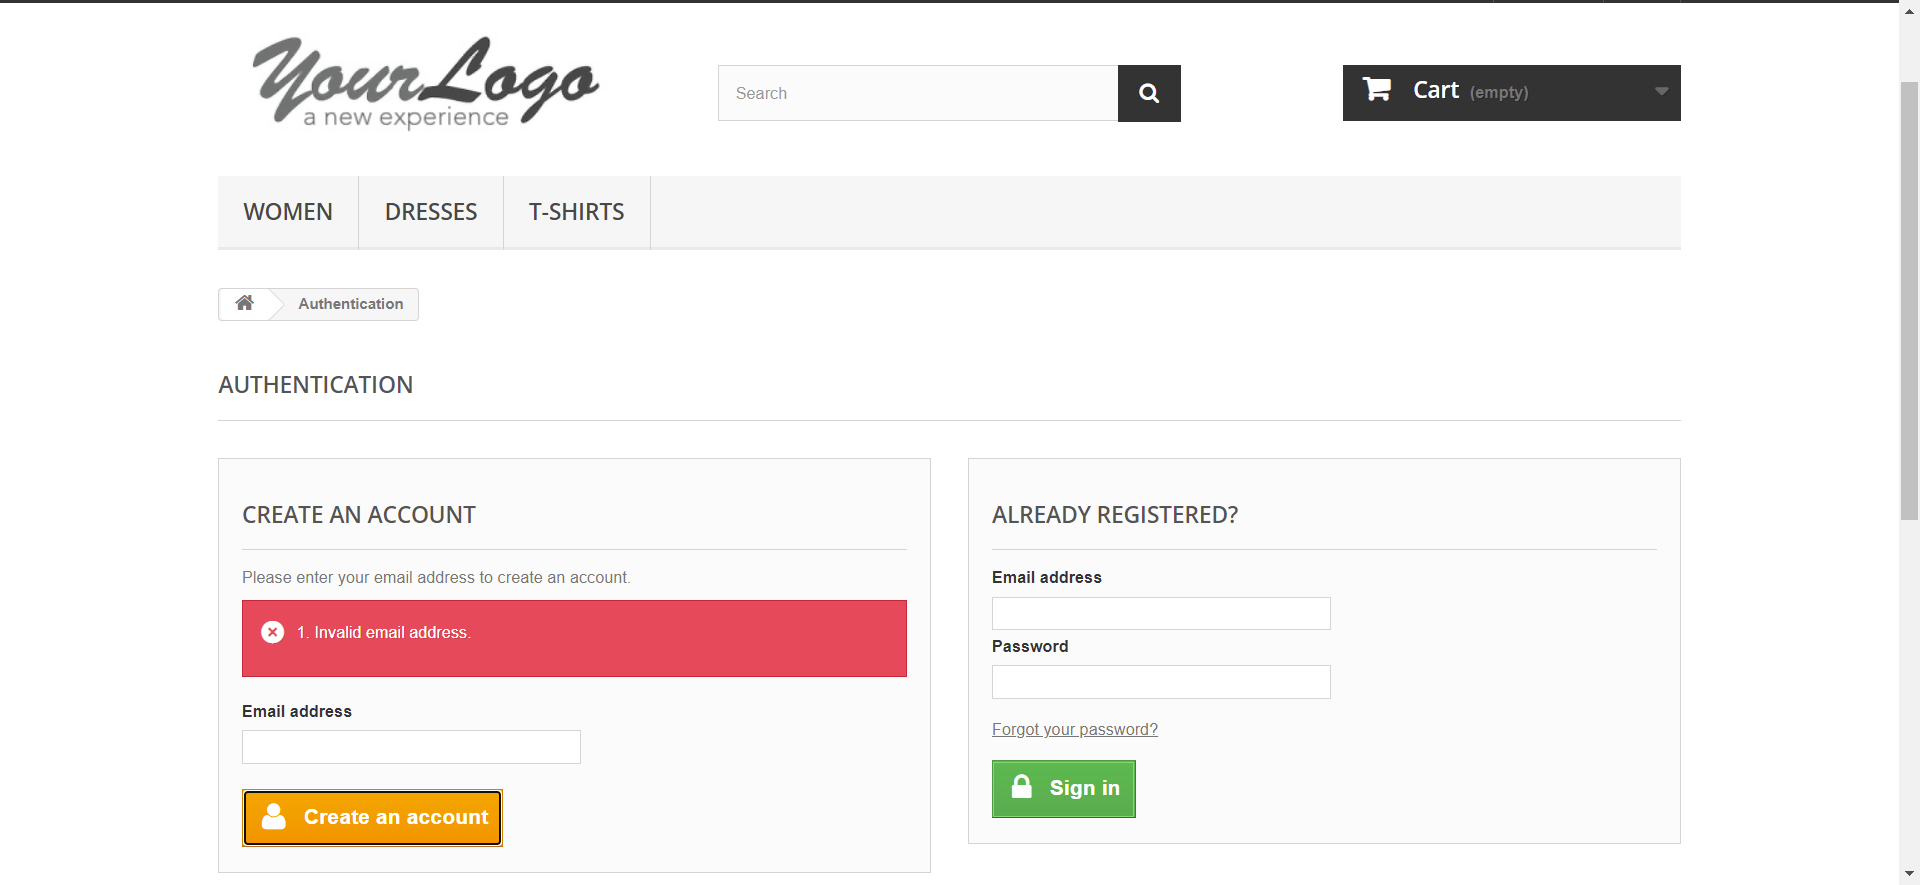 YourLogo
a new experience
Search
Cart (empty)
WOMEN
DRESSES
T-SHIRTS
Authentication
AUTHENTICATION
CREATE AN ACCOUNT
Please enter your email address to create an account.
1. Invalid email address.
Email address
Create an account
ALREADY REGISTERED?
Email address
Password
Forgot your password?
Sign in